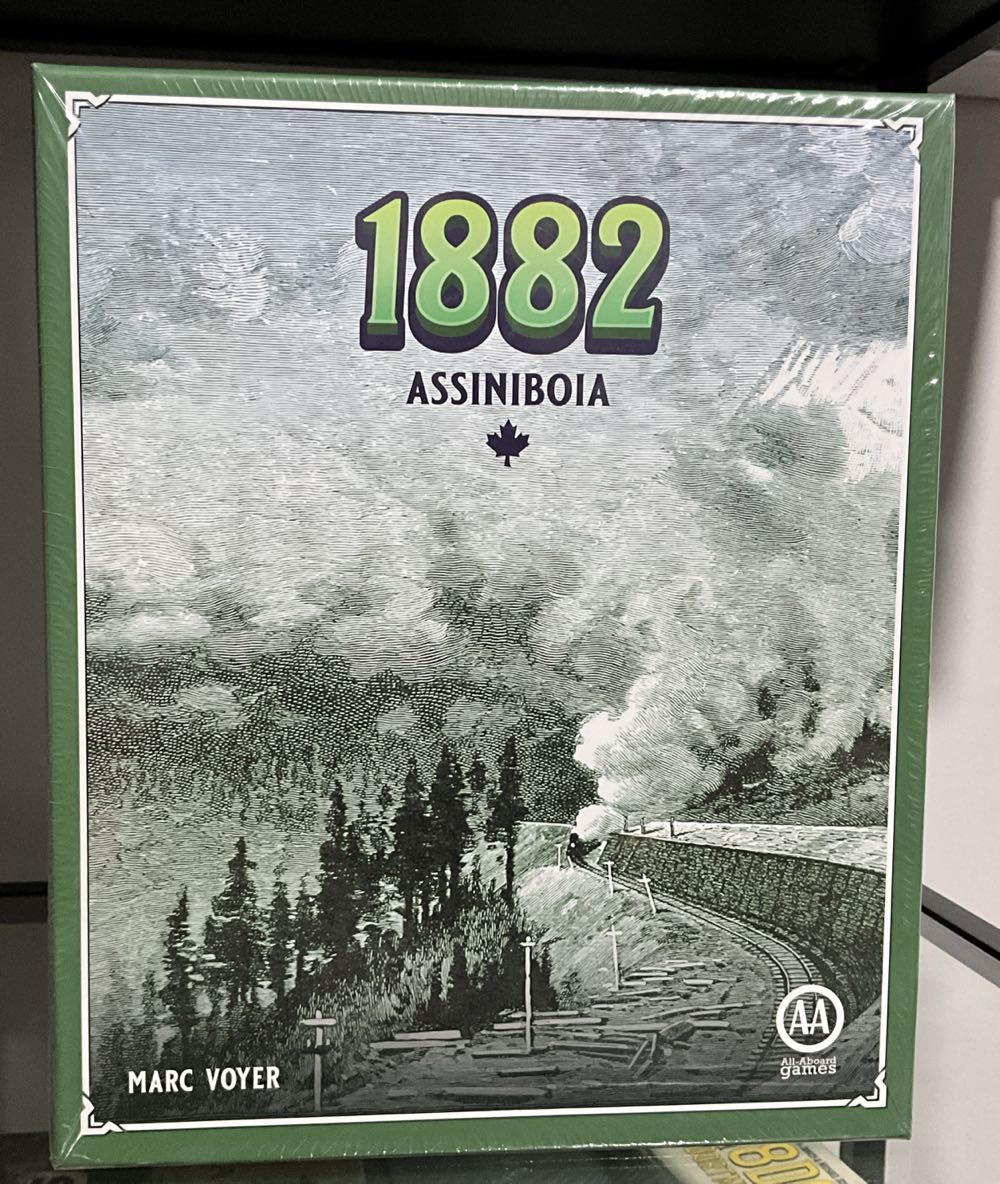 1882
ASSINIBOIA
MARC VOYER
AA
All-Aboard
games